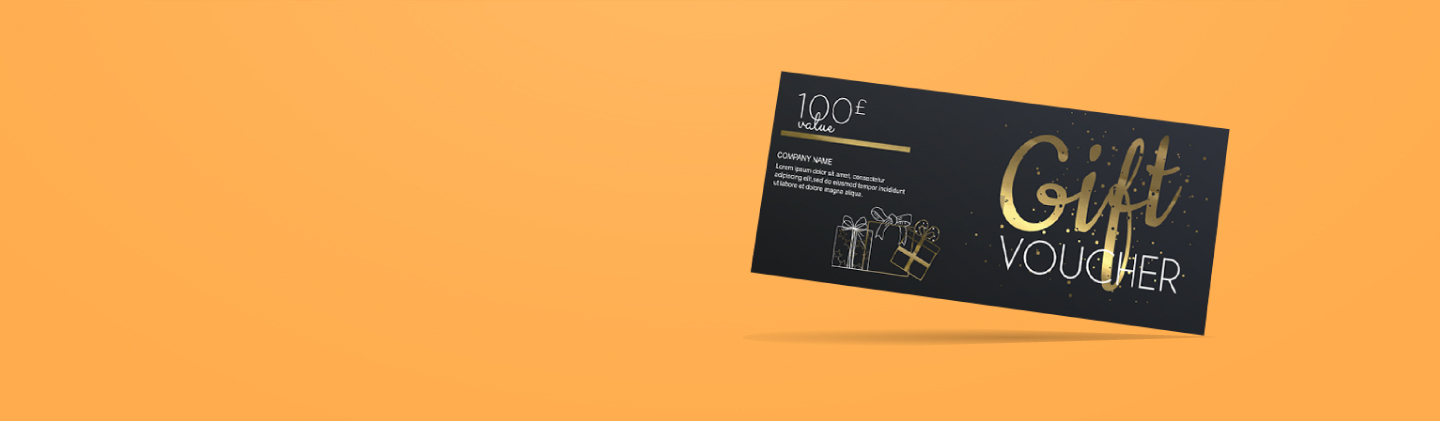 100£
value
COMPANY NAME
Lorem ipsum dolor sit amet, consectetur
adipiscing elit,sed do eiusmod tempor incididunt
ut labore et dolore magna aliqua.
Gift
VOUCHER